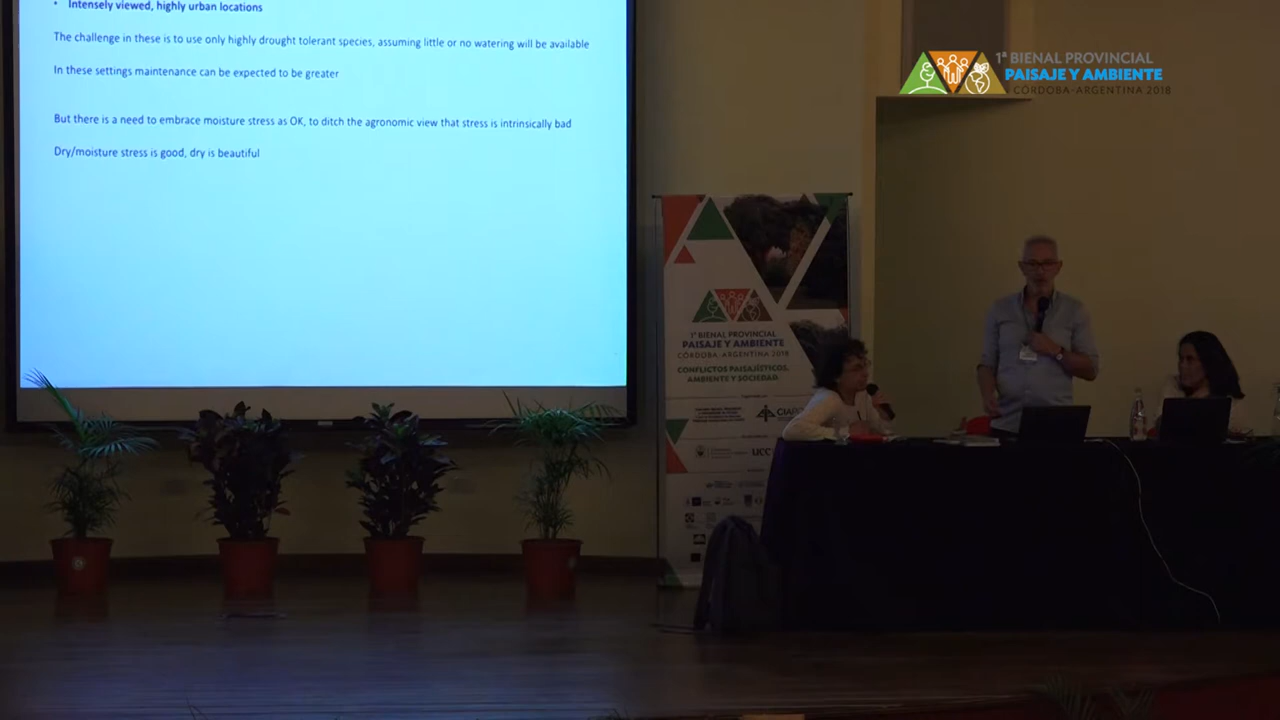 • Intensely viewed, highly urban locations
The challenge in these is to use only highly drought tolerant species, assuming little or no watering will be available
In these settings maintenance can be expected to be greater
But there is a need to embrace moisture stress as OK, to ditch the agronomic view that stress is intrinsically bad
Dry/moisture stress is good, dry is beautiful
1ª BIENAL PROVINCIAL
PAISAJE Y AMBIENTE
CÓRDOBA-ARGENTINA 2018
1ª BIENAL PROVINCIAL
PAISAJE Y AMBIENTE
CÓRDOBA-ARGENTINA 2018
CONFLICTOS PAISAJÍSTICOS,
AMBIENTE Y SOCIEDAD.
UCC